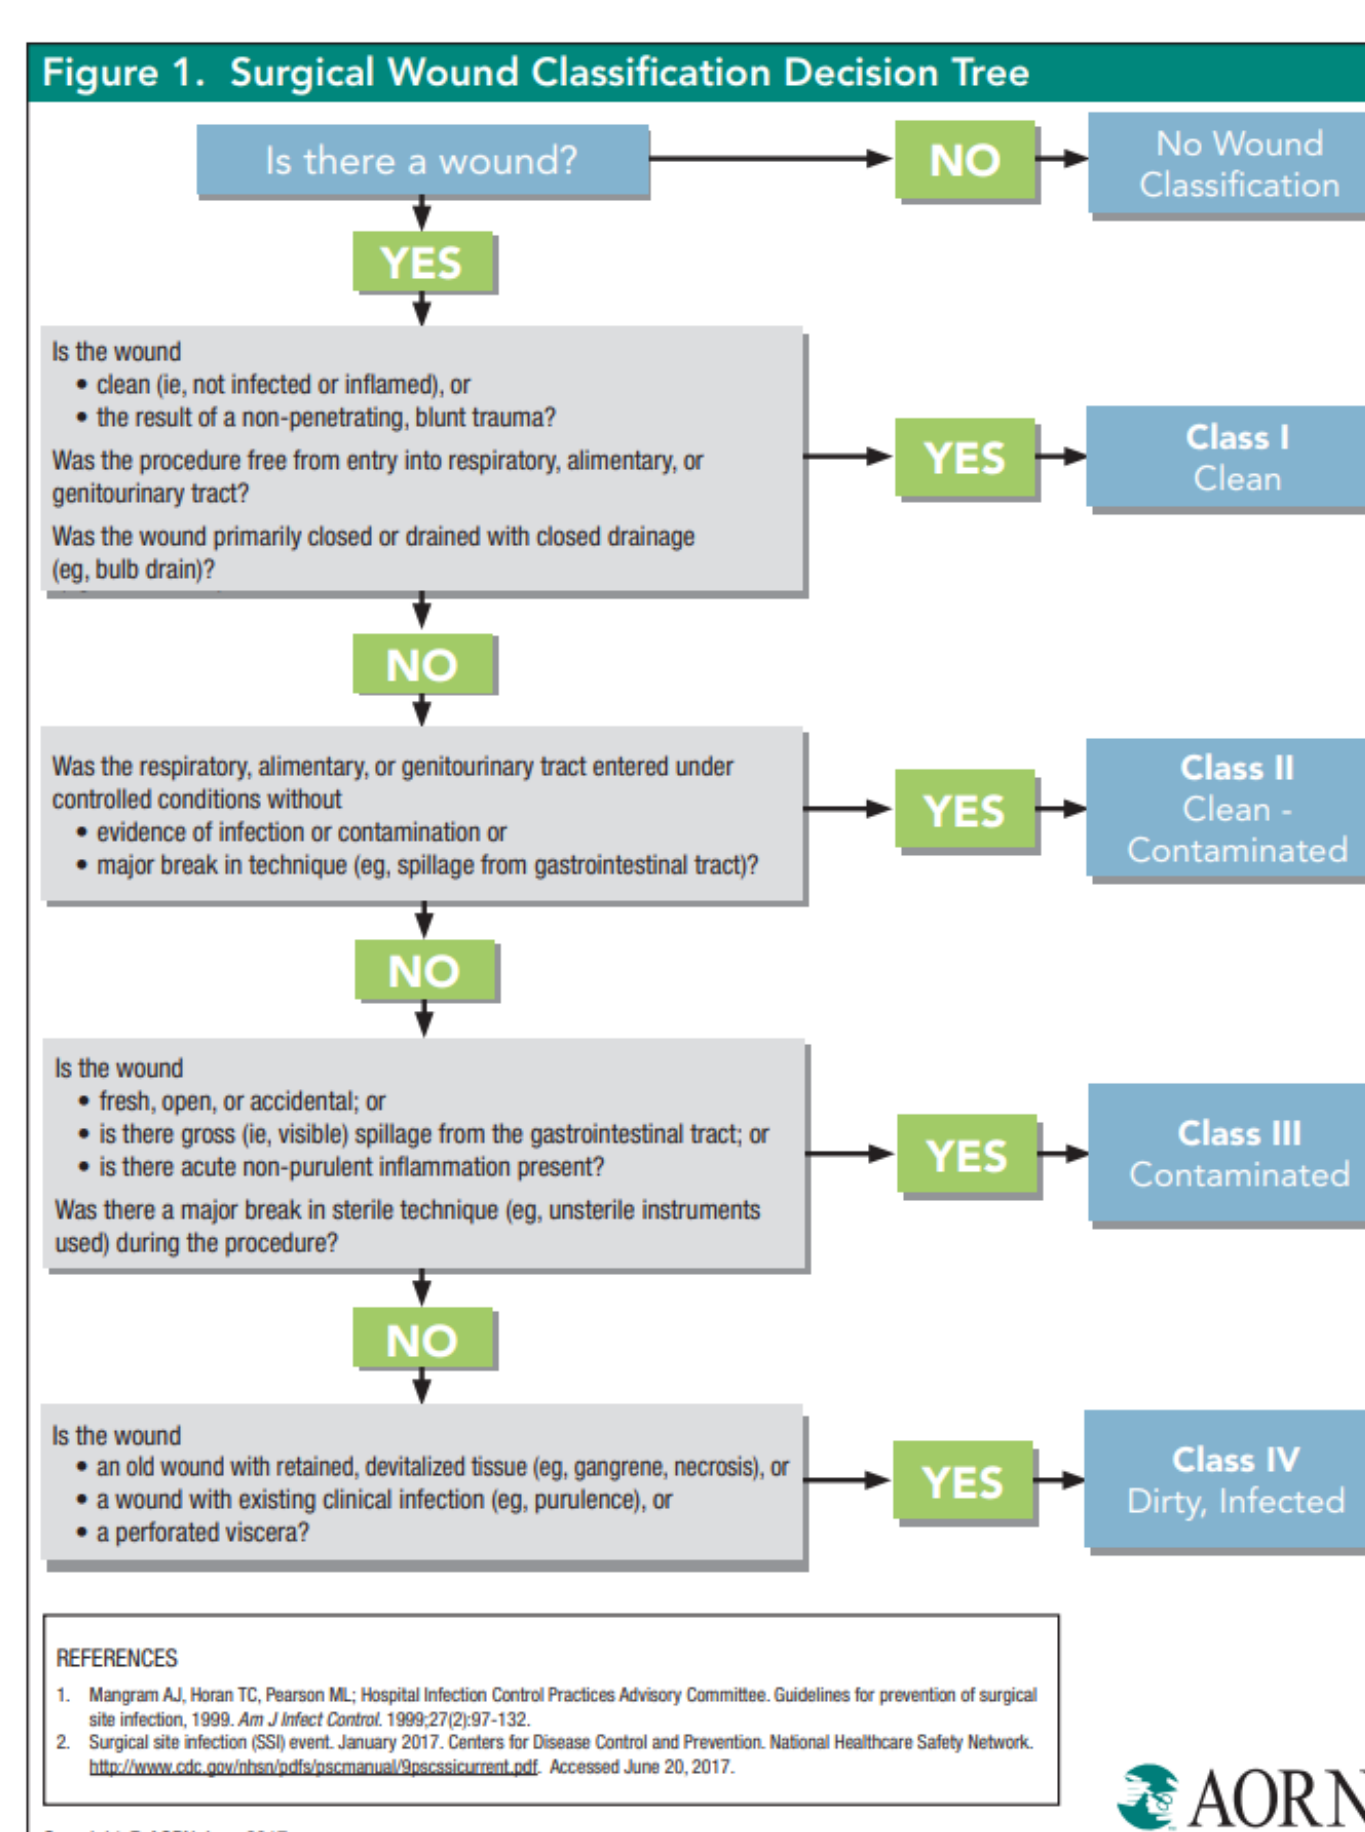 Figure 1. Surgical Wound Classification Decision Tree
Is there a wound?
NO
No Wound
Classification
YES
Is the wound
• clean (ie, not infected or inflamed), or
• the result of a non-penetrating, blunt trauma?
Was the procedure free from entry into respiratory, alimentary, or
genitourinary tract?
Was the wound primarily closed or drained with closed drainage
(eg, bulb drain)?
YES
Class I
Clean
NO
Was the respiratory, alimentary, or genitourinary tract entered under
controlled conditions without
• evidence of infection or contamination or
• major break in technique (eg, spillage from gastrointestinal tract)?
YES
Class II
Clean -
Contaminated
NO
Is the wound
• fresh, open, or accidental; or
• is there gross (ie, visible) spillage from the gastrointestinal tract; or
• is there acute non-purulent inflammation present?
Was there a major break in sterile technique (eg, unsterile instruments
used) during the procedure?
YES
Class III
Contaminated
NO
Is the wound
• an old wound with retained, devitalized tissue (eg, gangrene, necrosis), or
• a wound with existing clinical infection (eg, purulence), or
• a perforated viscera?
YES
Class IV
Dirty, Infected
REFERENCES
1. Mangram AJ, Horan TC, Pearson ML; Hospital Infection Control Practices Advisory Committee. Guidelines for prevention of surgical
site infection, 1999. Am J Infect Control. 1999;27(2):97-132.
2. Surgical site infection (SSI) event. January 2017. Centers for Disease Control and Prevention. National Healthcare Safety Network.
http://www.cdc.gov/nhsn/pdfs/pscmanual/9pscssicurrent.pdf. Accessed June 20, 2017.
AORN